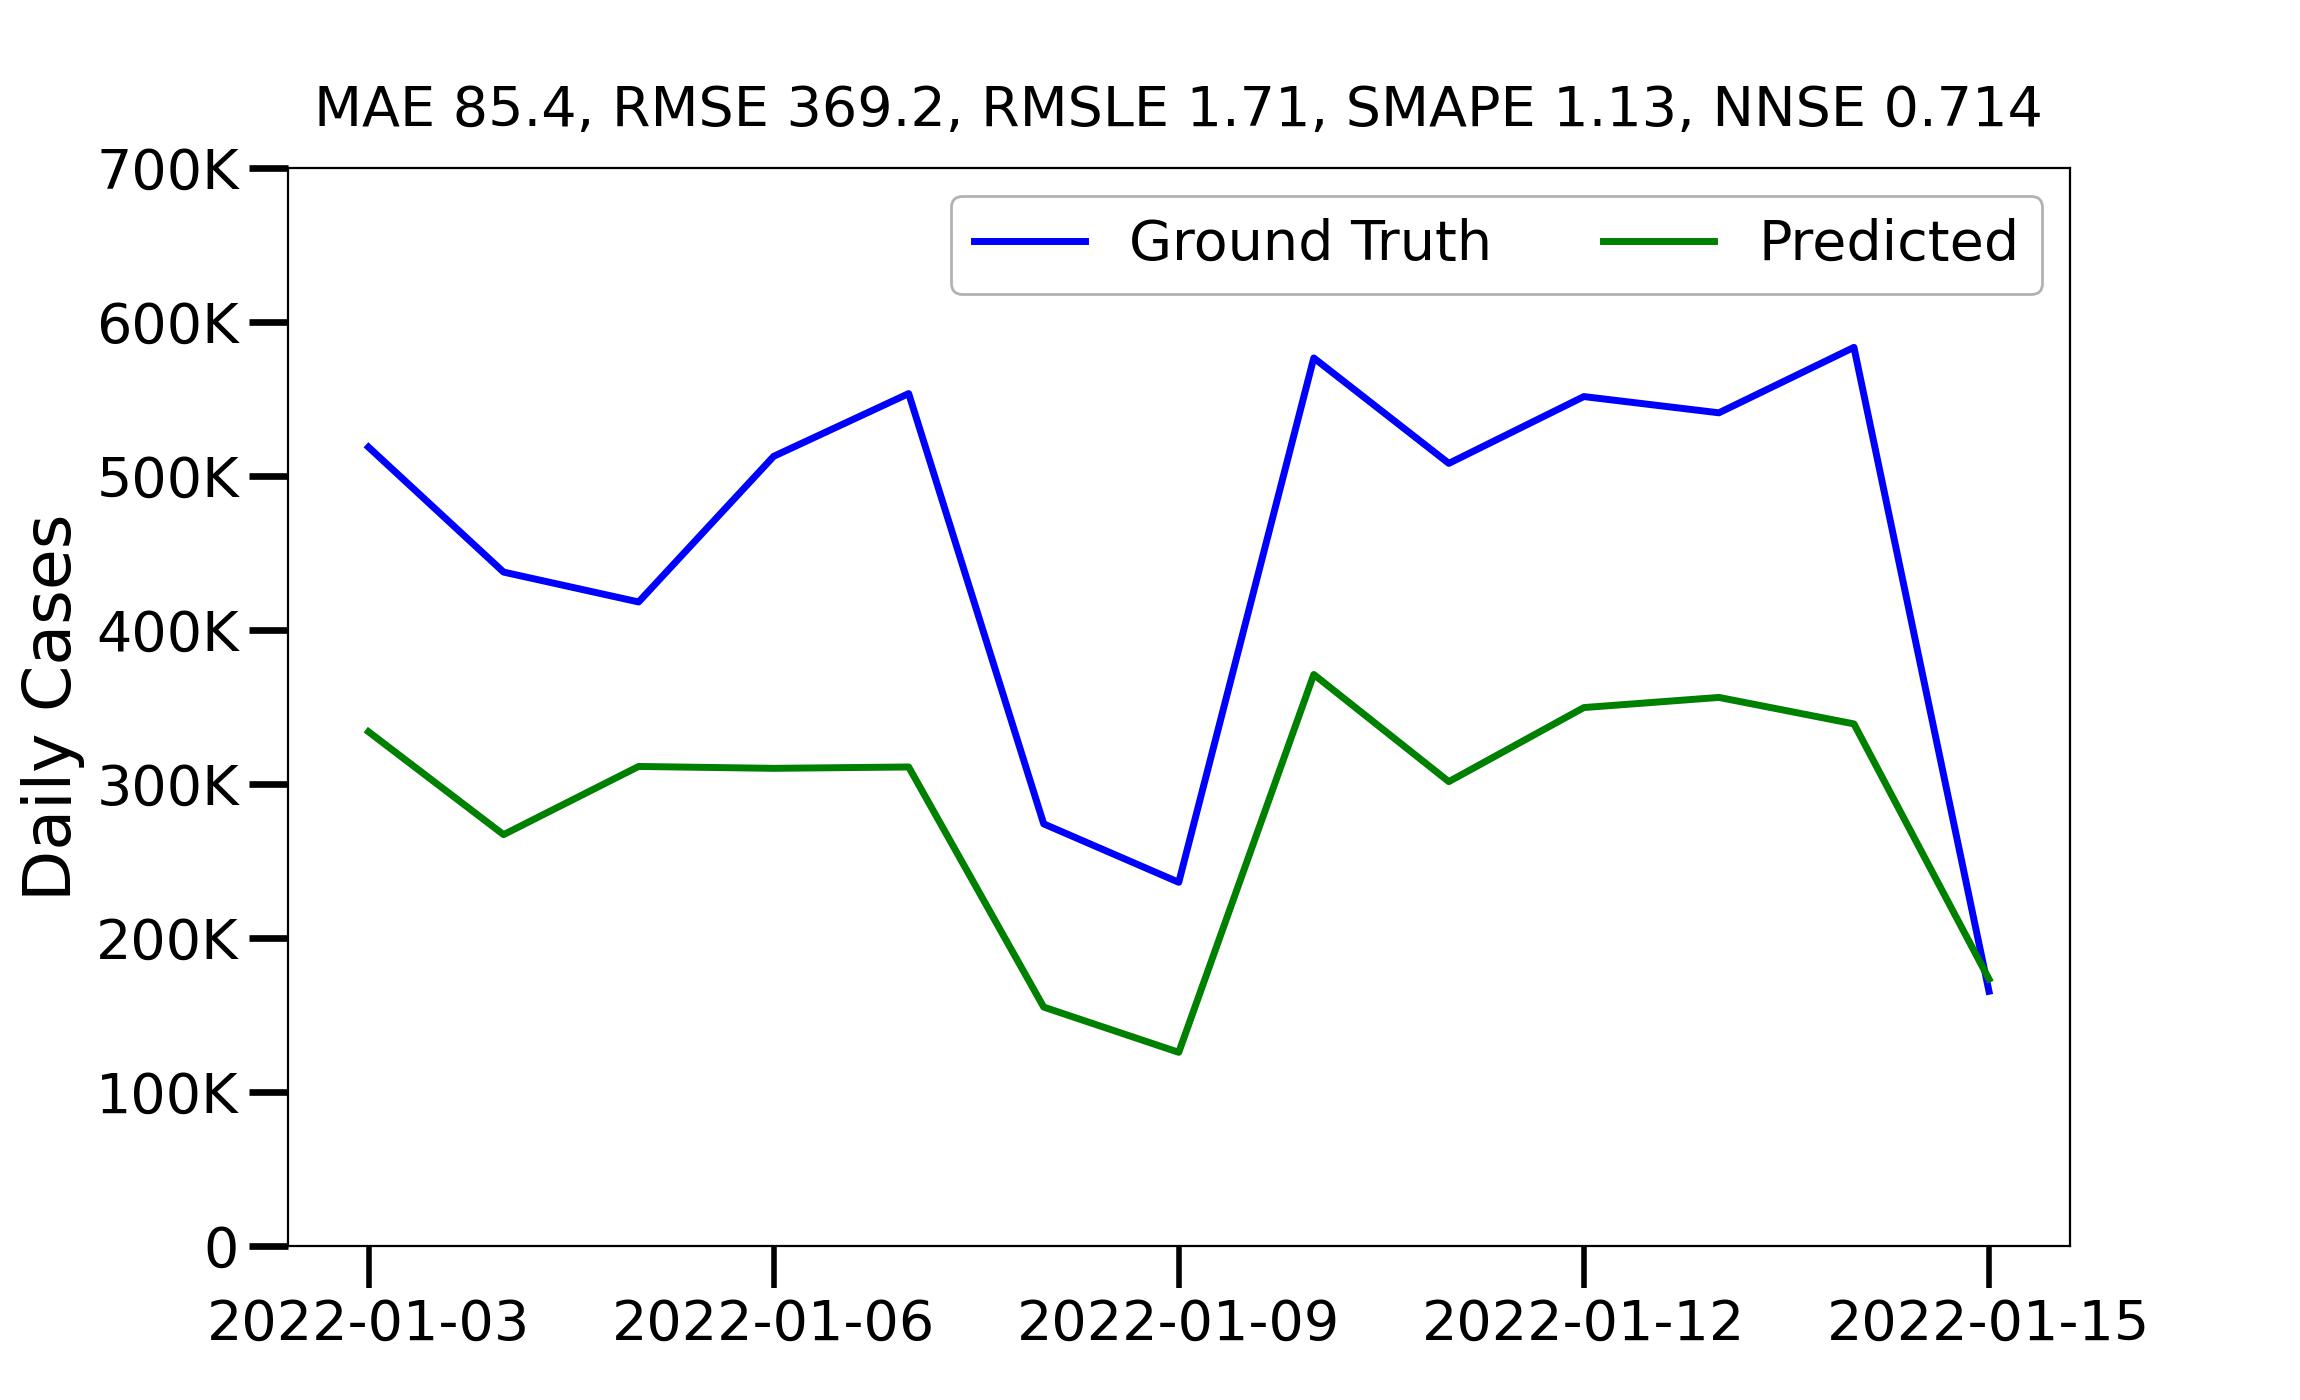 MAE 85.4, RMSE 369.2, RMSLE 1.71, SMAPE 1.13, NNSE 0.714
Ground Truth Predicted
Daily Cases
700K
600K
500K
400K
300K
200K
100K
0
2022-01-03 2022-01-06 2022-01-09 2022-01-12 2022-01-15